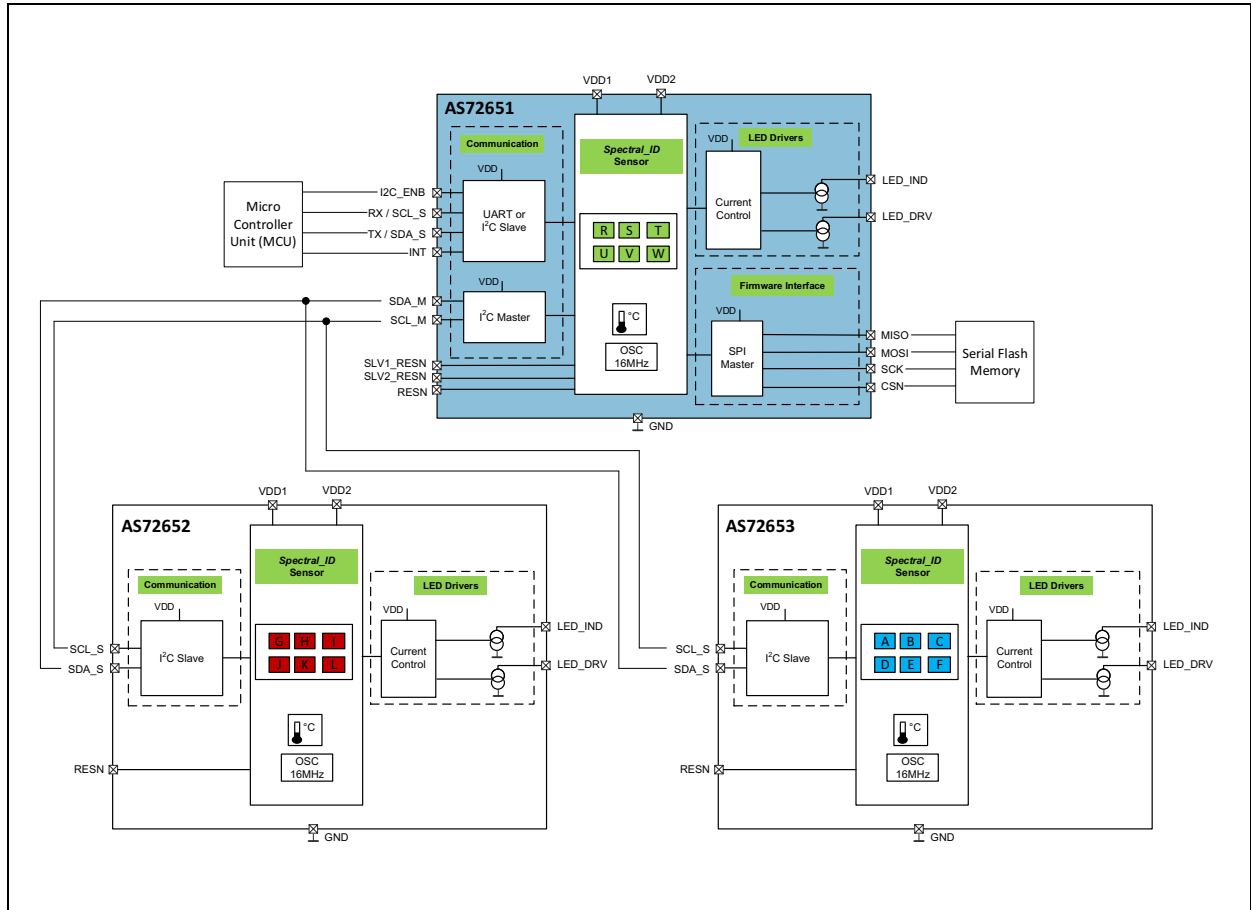 VDD1 VDD2
AS72651
Communication
VDD
UART or
I²C Slave
VDD
I²C Master
Spectral_ID
Sensor
R S T
U V W
°C
OSC
16MHz
LED Drivers
VDD
Current
Control
LED_IND
LED_DRV
Firmware Interface
VDD
SPI
Master
MISO
MOSI
SCK
CSN
Serial Flash
Memory
Micro
Controller
Unit (MCU)
I2C_ENB
RX / SCL_S
TX / SDA_S
INT
SDA_M
SCL_M
SLV1_RESN
SLV2_RESN
RESN
GND
VDD1 VDD2
AS72652
Communication
VDD
I²C Slave
SCL_S
SDA_S
RESN
Spectral_ID
Sensor
G H I
J K L
°C
OSC
16MHz
LED Drivers
VDD
Current
Control
LED_IND
LED_DRV
GND
VDD1 VDD2
AS72653
Communication
VDD
I²C Slave
SCL_S
SDA_S
RESN
Spectral_ID
Sensor
A B C
D E F
°C
OSC
16MHz
LED Drivers
VDD
Current
Control
LED_IND
LED_DRV
GND